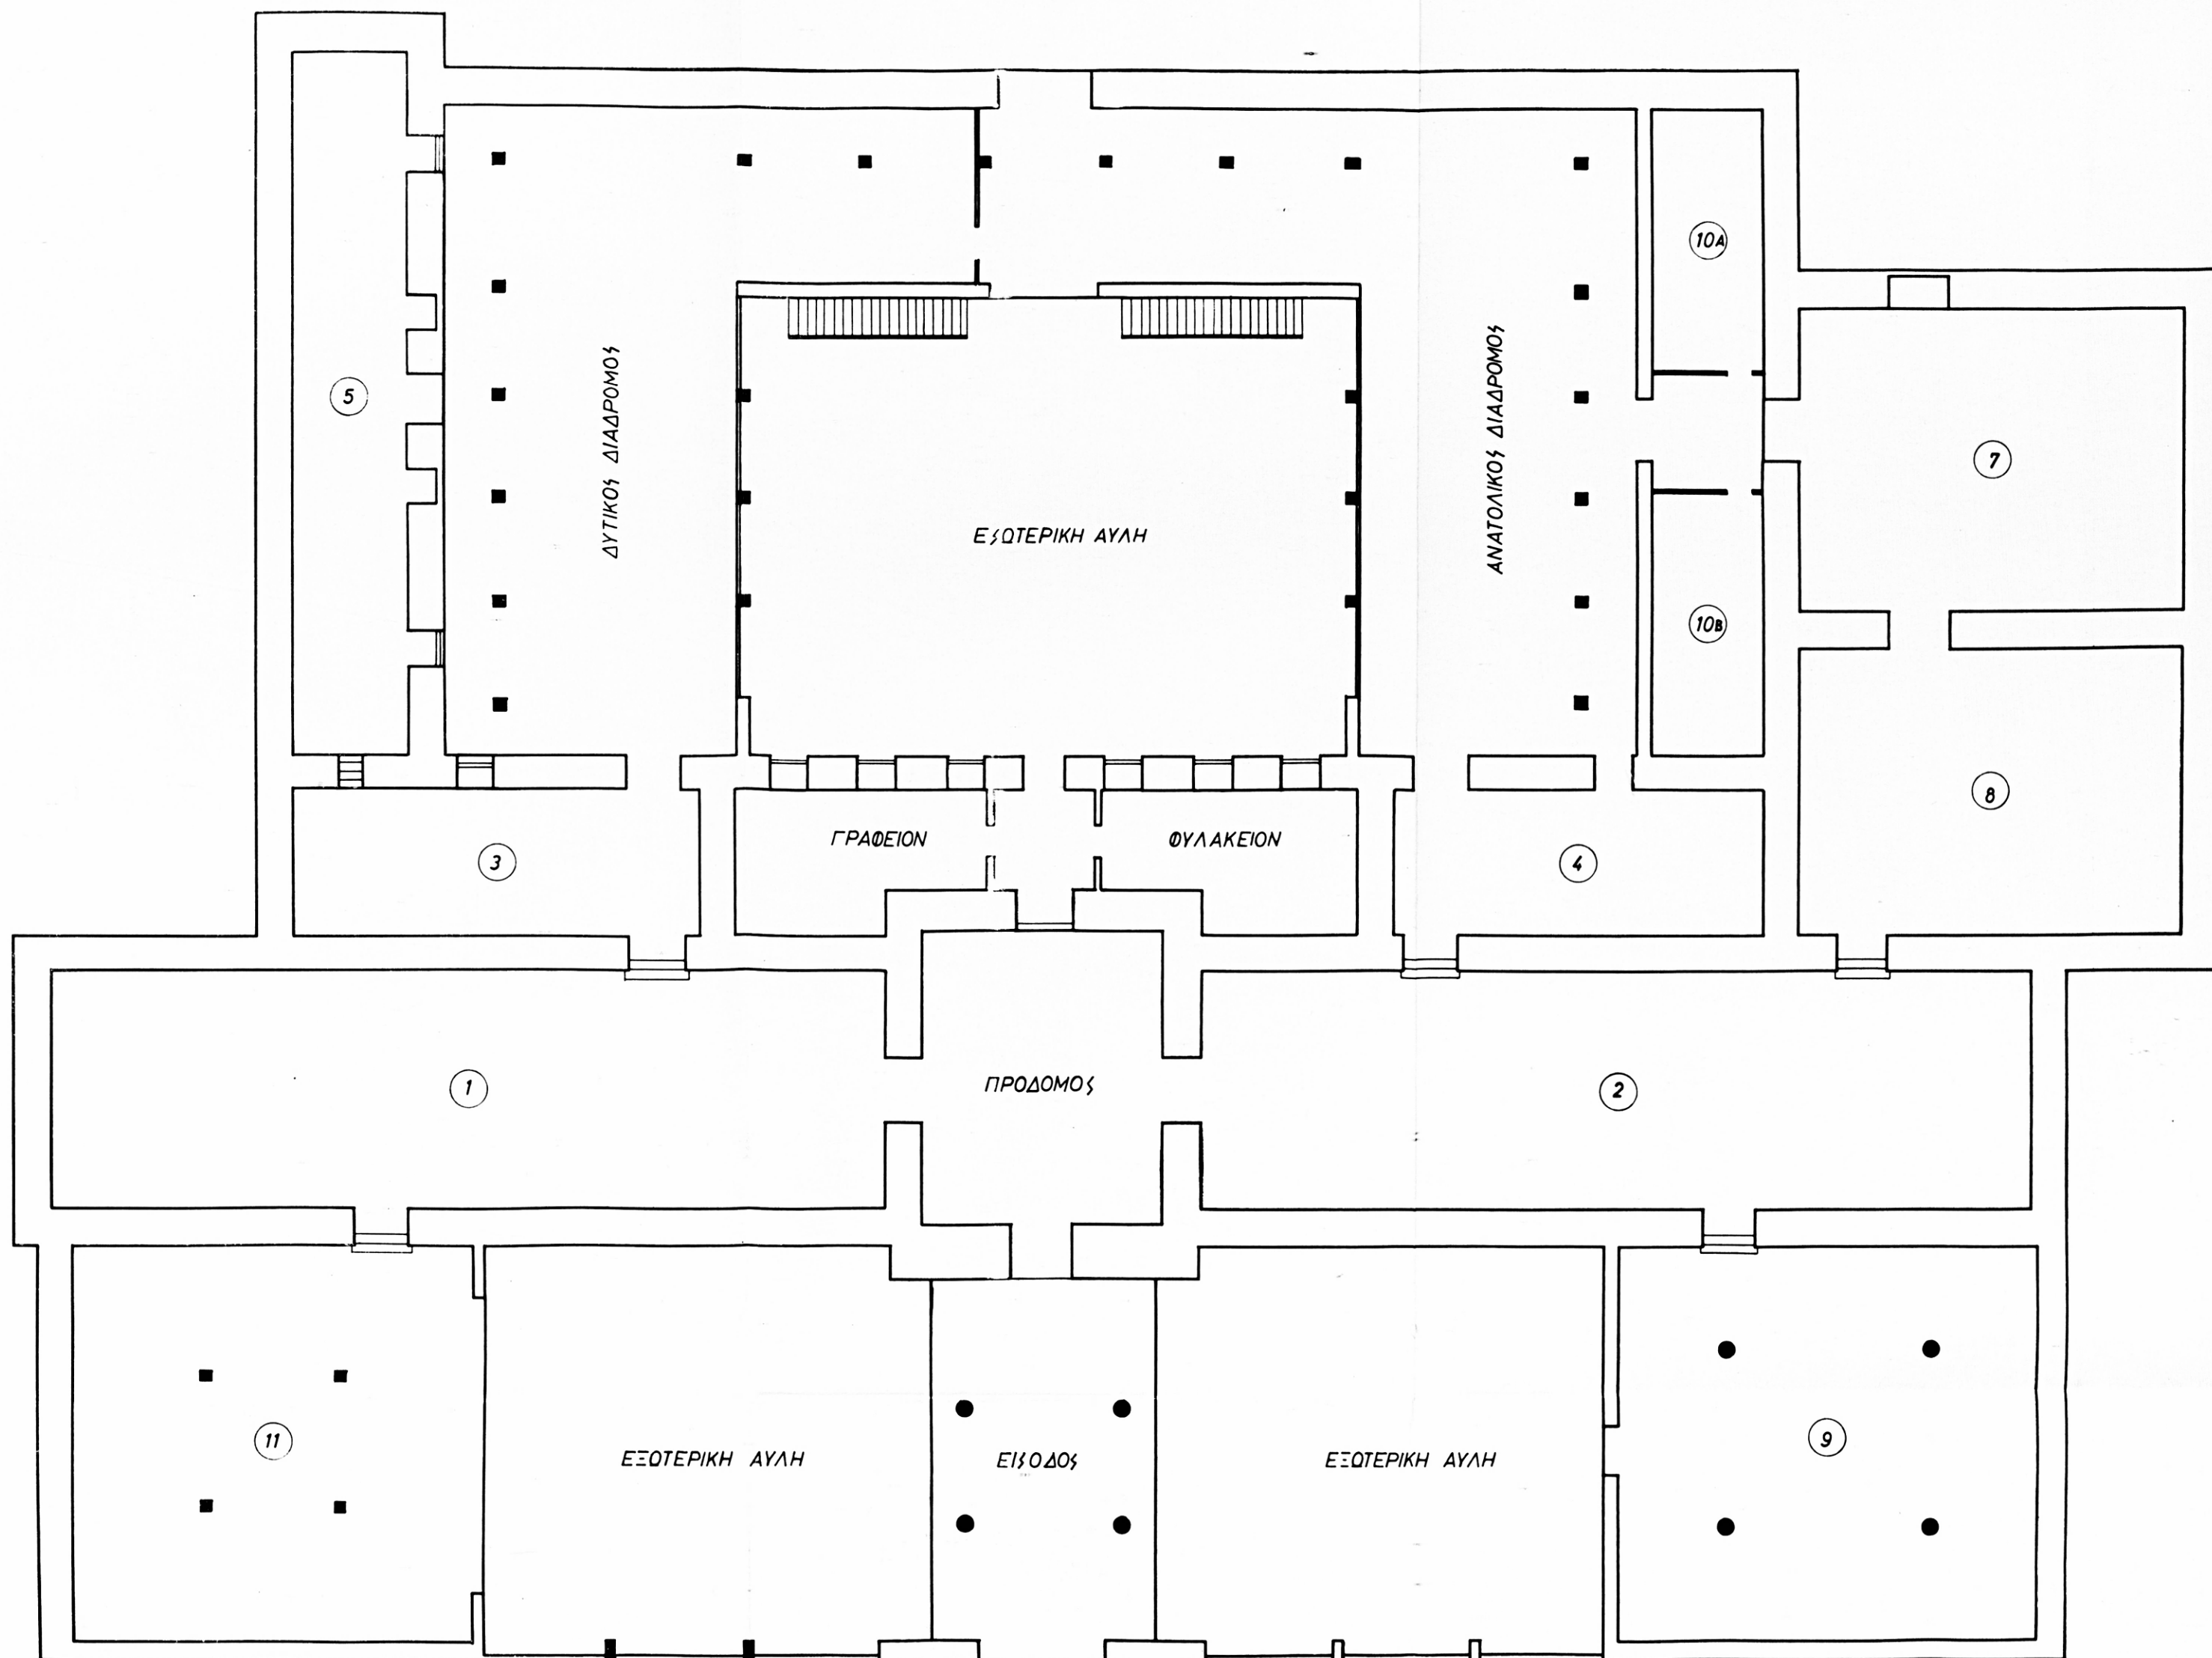 10A
5
ΔΥΤΙΚΟΣ ΔΙΑΔΡΟΜΟΣ
ΑΝΑΤΟΛΙΚΟΣ ΔΙΑΔΡΟΜΟΣ
7
ΕΣΩΤΕΡΙΚΗ ΑΥΛΗ
10B
8
ΓΡΑΦΕΙΟΝ
ΦΥΛΑΚΕΙΟΝ
3
4
1
ΠΡΟΔΟΜΟΣ
2
11
ΕΞΩΤΕΡΙΚΗ ΑΥΛΗ
ΕΙΣΟΔΟΣ
ΕΞΩΤΕΡΙΚΗ ΑΥΛΗ
9